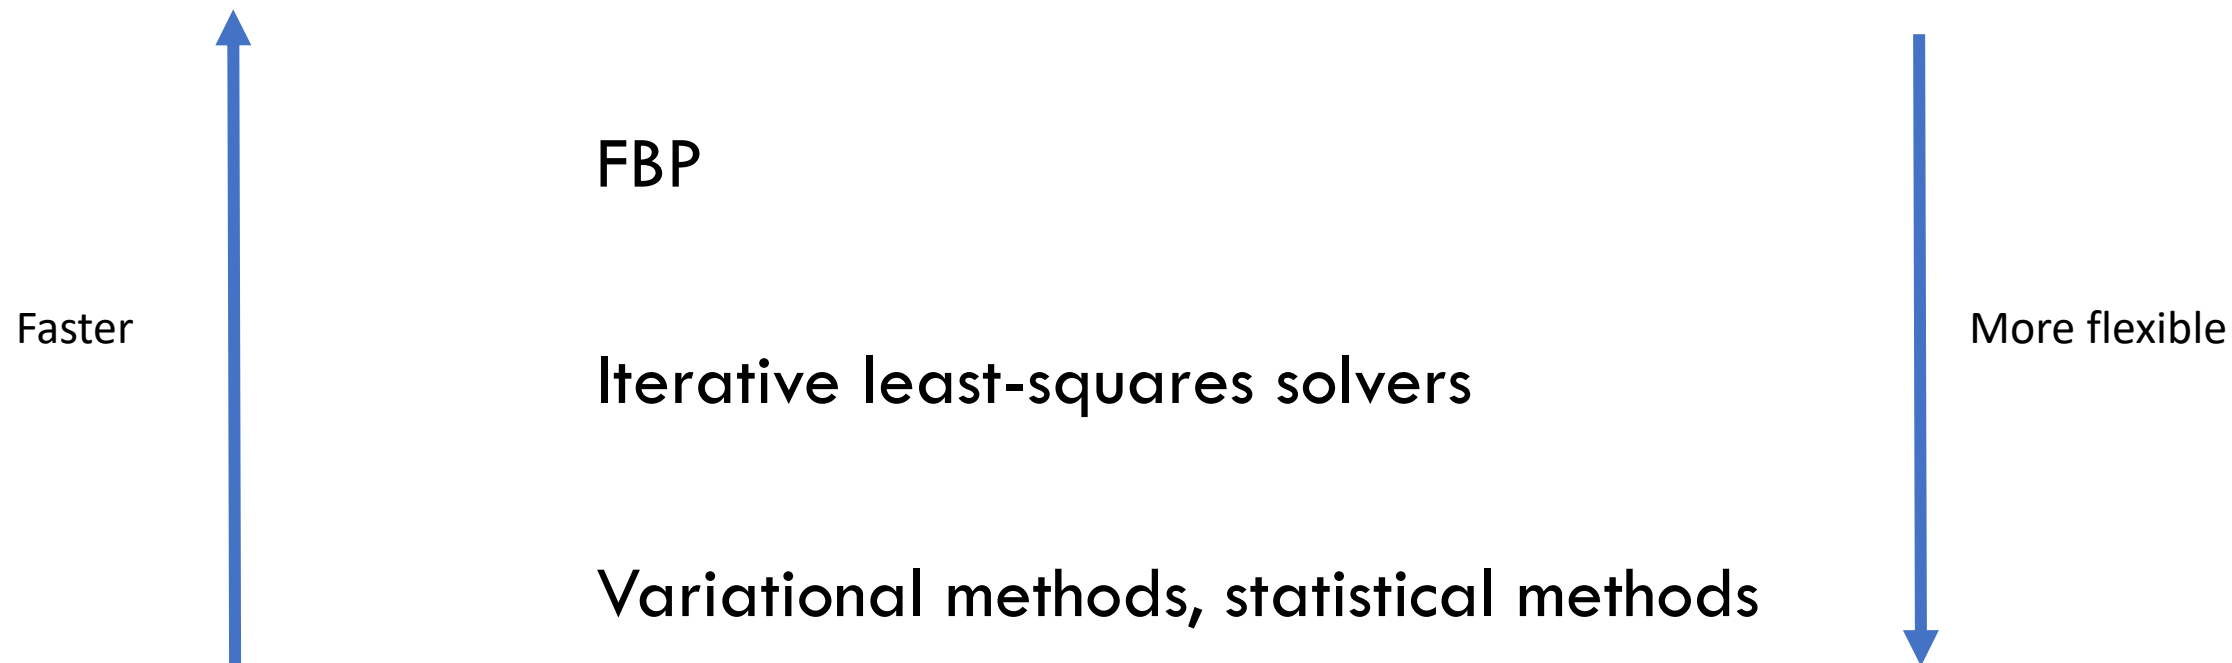 FBP
Faster
More flexible
Iterative least-squares solvers
Variational methods, statistical methods